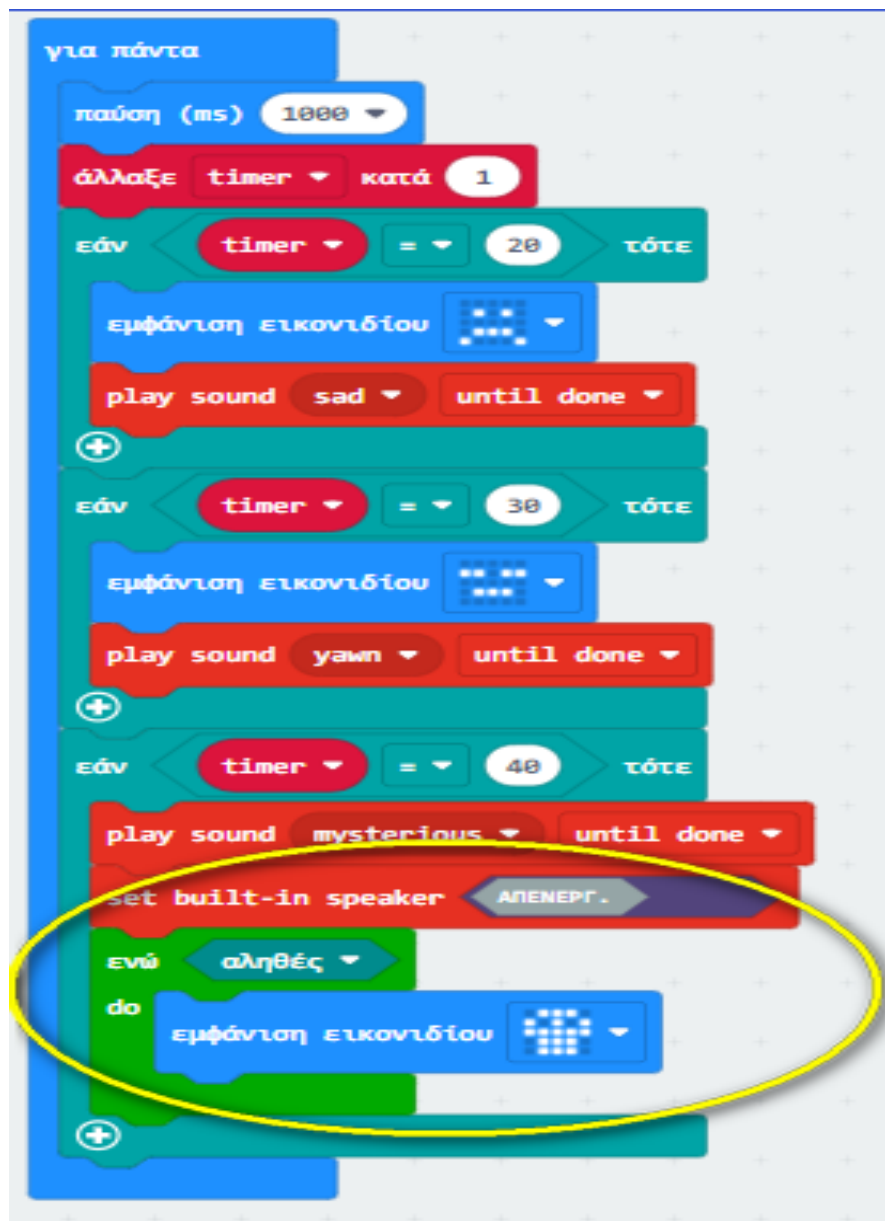 για πάντα
παύση (ms) 1000
άλλαξε timer κατά 1
εάν timer = 20 τότε
εμφάνιση εικονιδίου
play sound sad until done
εάν timer = 30 τότε
εμφάνιση εικονιδίου
play sound yawn until done
εάν timer = 40 τότε
play sound mysterious until done
set built-in speaker ΑΠΕΝΕΡΓ.
ενώ αληθές
do
εμφάνιση εικονιδίου